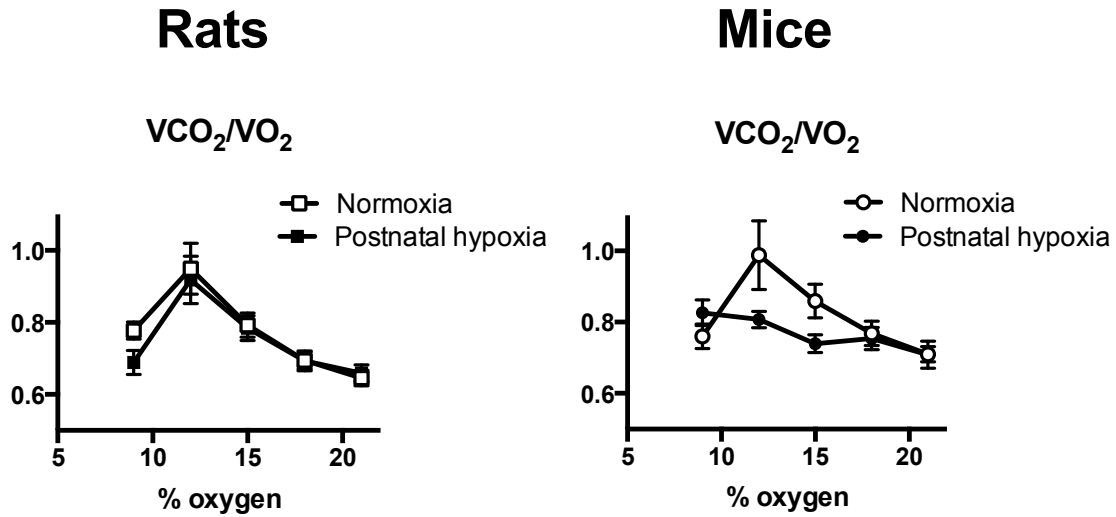 Rats
VCO₂/VO₂
Normoxia
Postnatal hypoxia
1.0
0.8
0.6
5 10 15 20
% oxygen
Mice
VCO₂/VO₂
Normoxia
Postnatal hypoxia
1.0
0.8
0.6
5 10 15 20
% oxygen